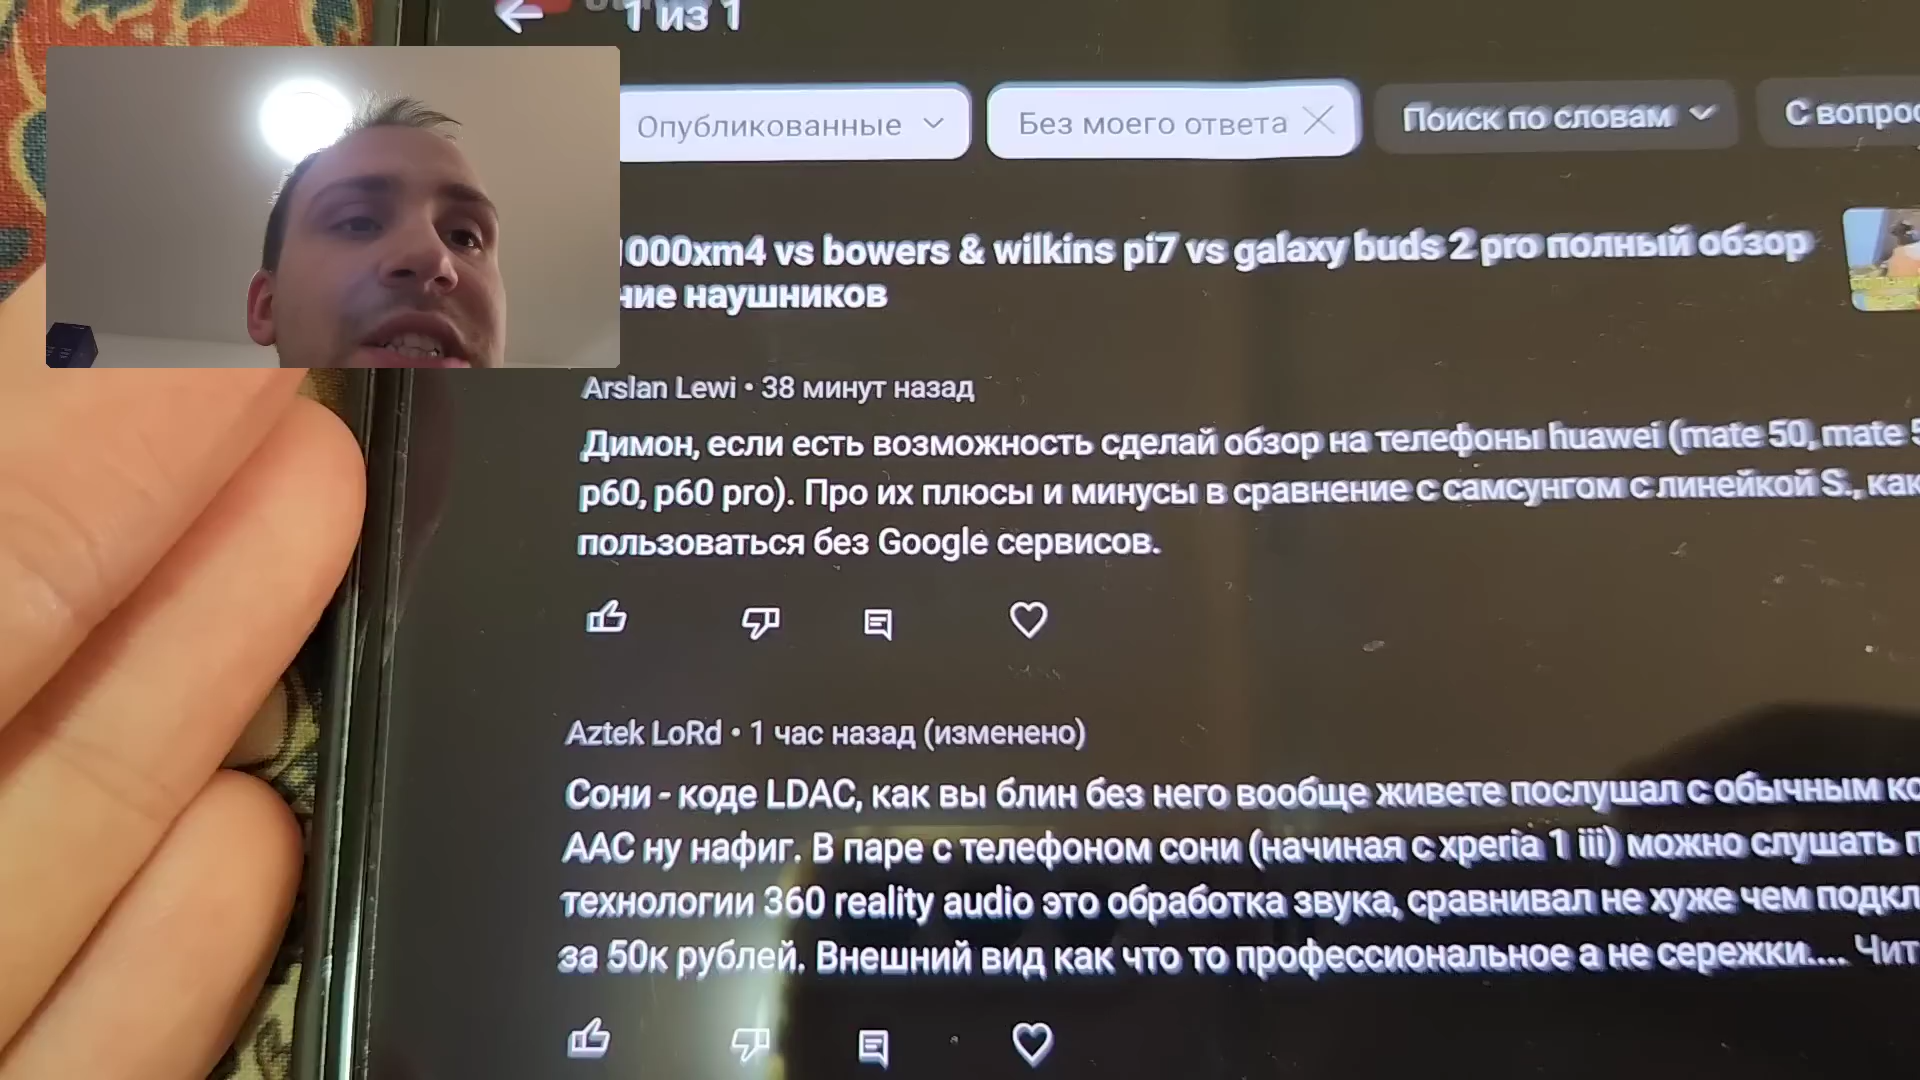 1 из 1
Опубликованные
Без моего ответа
Поиск по словам
С вопро
1000xm4 vs bowers & wilkins pi7 vs galaxy buds 2 pro полный обзор
ние наушников
Arslan Lewi • 38 минут назад
Димон, если есть возможность сделай обзор на телефоны huawei (mate 50, mate 5
p60, p60 pro). Про их плюсы и минусы в сравнение с самсунгом с линейкой S., как
пользоваться без Google сервисов.
Aztek LoRd • 1 час назад (изменено)
Сони - коде LDAC, как вы блин без него вообще живете послушал с обычным ко
AAC ну нафиг. В паре с телефоном сони (начиная с xperia 1 iii) можно слушать п
технологии 360 reality audio это обработка звука, сравнивал не хуже чем подкл
за 50к рублей. Внешний вид как что то профессиональное а не сережки.... Чит